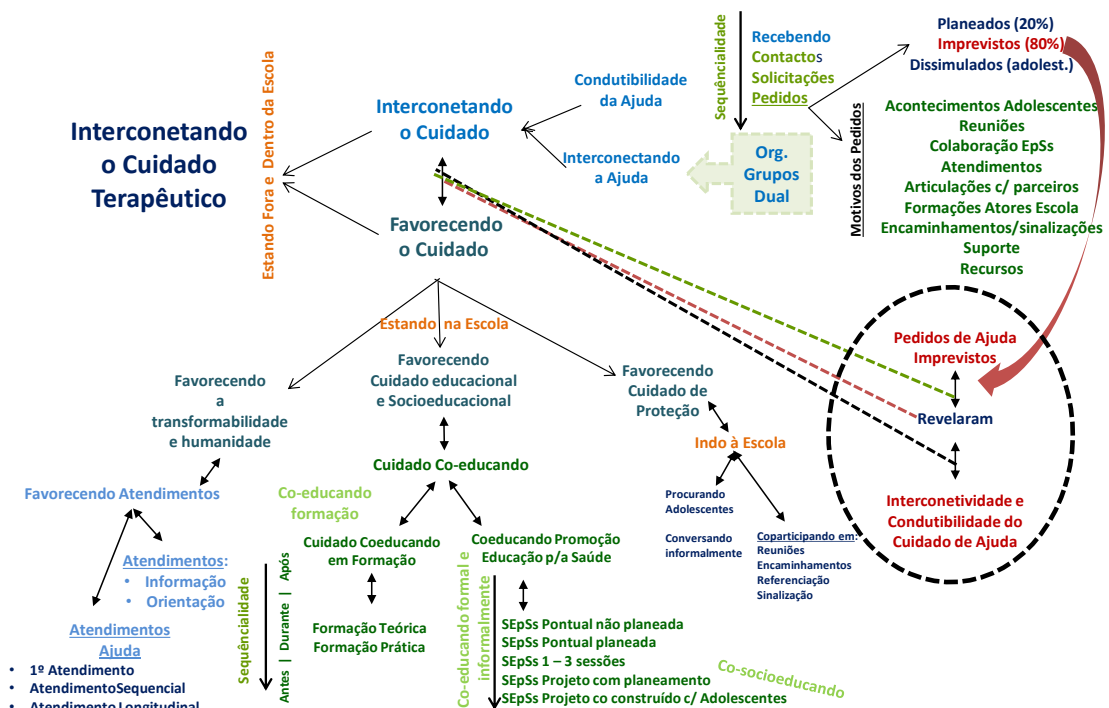 Interconetando
o Cuidado
Terapêutico
Estando Fora e Dentro da Escola
Interconetando
o Cuidado
Favorecendo
o Cuidado
Condutibilidade
da Ajuda
Interconectando
a Ajuda
Sequêncialidade
Recebendo
Contactos
Solicitações
Pedidos
Org.
Grupos
Dual
Planeados (20%)
Imprevistos (80%)
Dissimulados (adolest.)
Motivos dos Pedidos
Acontecimentos Adolescentes
Reuniões
Colaboração EpSs
Atendimentos
Articulações c/ parceiros
Formações Atores Escola
Encaminhamentos/sinalizações
Suporte
Recursos
Pedidos de Ajuda
Imprevistos
Revelaram
Interconetividade e
Condutibilidade do
Cuidado de Ajuda
Estando na Escola
Favorecendo
a
transformabilidade
e humanidade
Favorecendo
Cuidado educacional
e Socioeducacional
Favorecendo
Cuidado de
Proteção
Indo à Escola
Procurando
Adolescentes
Conversando
informalmente
Coparticipando em:
Reuniões
Encaminhamentos
Referenciação
Sinalização
Favorecendo Atendimentos
Atendimentos:
• Informação
• Orientação
Atendimentos
Ajuda
• 1º Atendimento
• AtendimentoSequencial
• Atendimento Longitudinal
Cuidado Co-educando
Co-educando
formação
Sequêncialidade
Antes | Durante | Após
Cuidado Coeducando
em Formação
Formação Teórica
Formação Prática
Coeducando Promoção
Educação p/a Saúde
Co-educando formal e
informalmente
SEpSs Pontual não planeada
SEpSs Pontual planeada
SEpSs 1 – 3 sessões
SEpSs Projeto com planeamento
SEpSs Projeto co construído c/ Adolescentes
Co-socioeducando